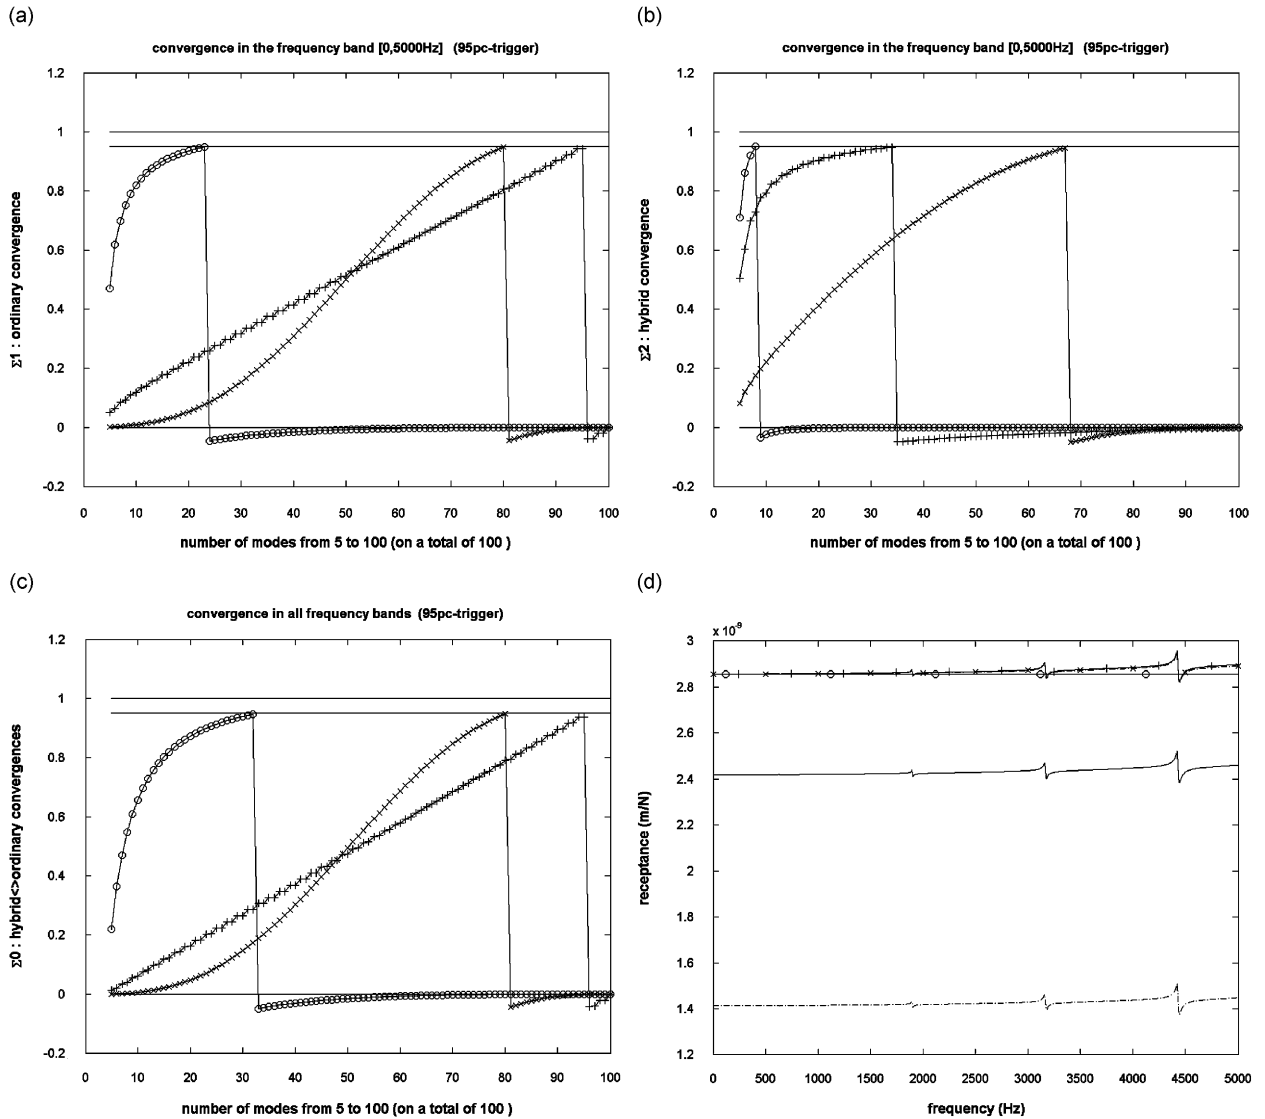 (a)
convergence in the frequency band [0,5000Hz] (95pc-trigger)
1.2
1
0.8
0.6
0.4
0.2
0
-0.2
Σ1 : ordinary convergence
0 10 20 30 40 50 60 70 80 90 100
number of modes from 5 to 100 (on a total of 100 )
(b)
convergence in the frequency band [0,5000Hz] (95pc-trigger)
1.2
1
0.8
0.6
0.4
0.2
0
-0.2
Σ2 : hybrid convergence
0 10 20 30 40 50 60 70 80 90 100
number of modes from 5 to 100 (on a total of 100 )
(c)
convergence in all frequency bands (95pc-trigger)
1.2
1
0.8
0.6
0.4
0.2
0
-0.2
Σ0 : hybrid<>ordinary convergences
0 10 20 30 40 50 60 70 80 90 100
number of modes from 5 to 100 (on a total of 100 )
(d)
x 10⁻⁹
3
2.8
2.6
2.4
2.2
2
1.8
1.6
1.4
1.2
receptance (m/N)
0 500 1000 1500 2000 2500 3000 3500 4000 4500 5000
frequency (Hz)